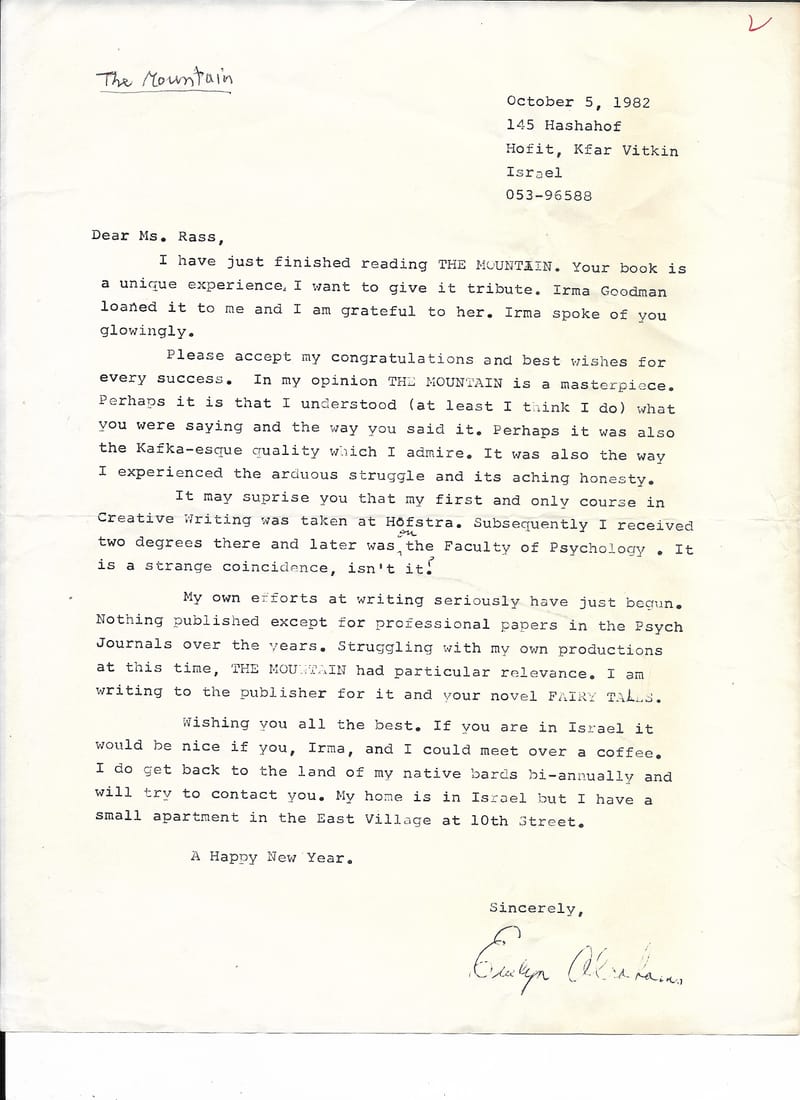 The Mountain
October 5, 1982
145 Hashahof
Hofit, Kfar Vitkin
Israel
053-96588
Dear Ms. Rass,
I have just finished reading THE MOUNTAIN. Your book is
a unique experience. I want to give it tribute. Irma Goodman
loaned it to me and I am grateful to her. Irma spoke of you
glowingly.
Please accept my congratulations and best wishes for
every success. In my opinion THE MOUNTAIN is a masterpiece.
Perhaps it is that I understood (at least I think I do) what
you were saying and the way you said it. Perhaps it was also
the Kafka-esque quality which I admire. It was also the way
I experienced the arduous struggle and its aching honesty.
It may suprise you that my first and only course in
Creative Writing was taken at Hofstra. Subsequently I received
two degrees there and later was on the Faculty of Psychology . It
is a strange coincidence, isn't it?
My own efforts at writing seriously have just begun.
Nothing published except for professional papers in the Psych
Journals over the years. Struggling with my own productions
at this time, THE MOUNTAIN had particular relevance. I am
writing to the publisher for it and your novel FAIRY TALES.
Wishing you all the best. If you are in Israel it
would be nice if you, Irma, and I could meet over a coffee.
I do get back to the land of my native bards bi-annually and
will try to contact you. My home is in Israel but I have a
small apartment in the East Village at 10th Street.
A Happy New Year.
Sincerely,
Evelyn Abrahams